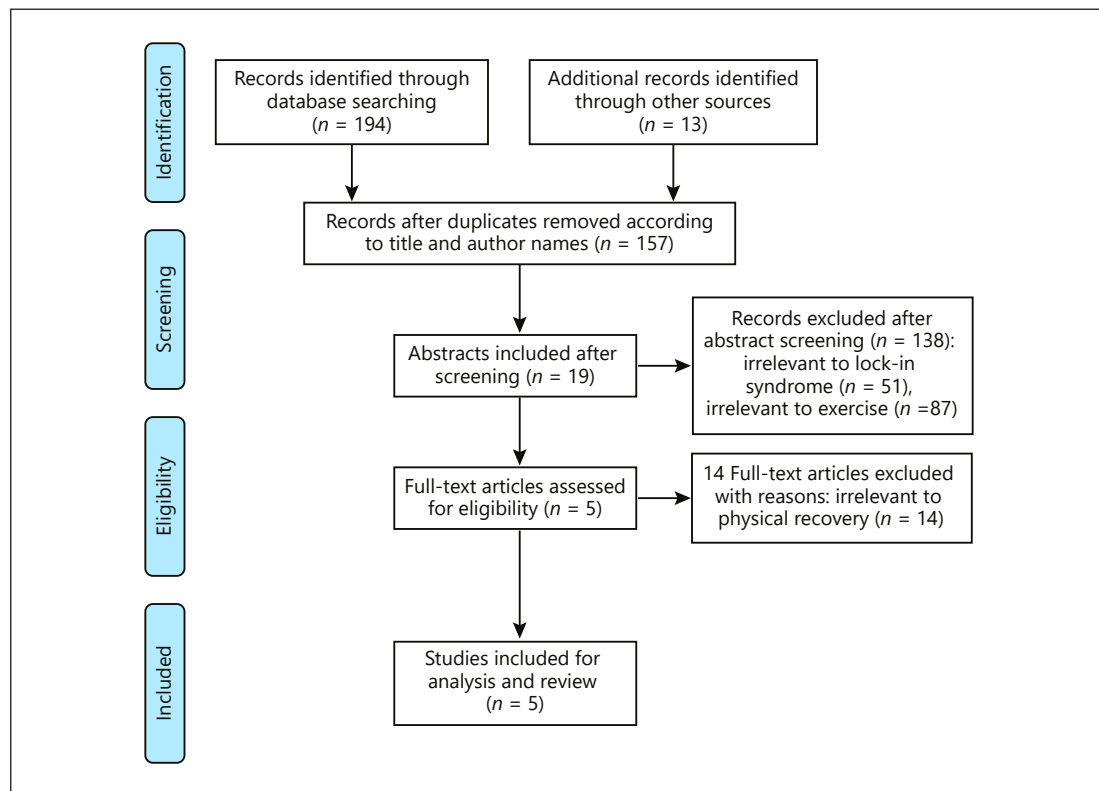 Identification
Records identified through
database searching
(n = 194)
Additional records identified
through other sources
(n = 13)
Records after duplicates removed according
to title and author names (n = 157)
Screening
Abstracts included after
screening (n = 19)
Records excluded after
abstract screening (n = 138):
irrelevant to lock-in
syndrome (n = 51),
irrelevant to exercise (n =87)
Eligibility
Full-text articles assessed
for eligibility (n = 5)
14 Full-text articles excluded
with reasons: irrelevant to
physical recovery (n = 14)
Included
Studies included for
analysis and review
(n = 5)